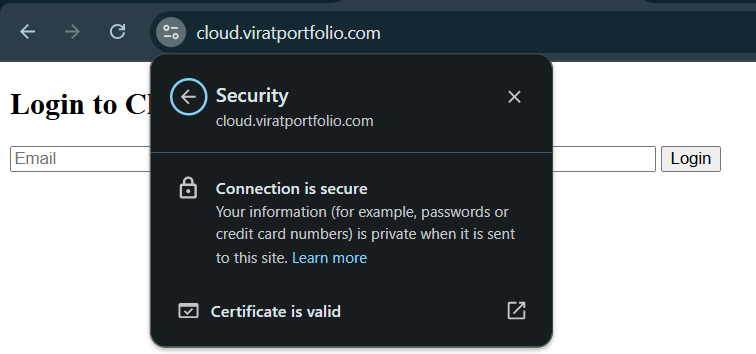 cloud.viratportfolio.com
Security
cloud.viratportfolio.com
Login to
Email
Login
Connection is secure
Your information (for example, passwords or
credit card numbers) is private when it is sent
to this site. Learn more
Certificate is valid